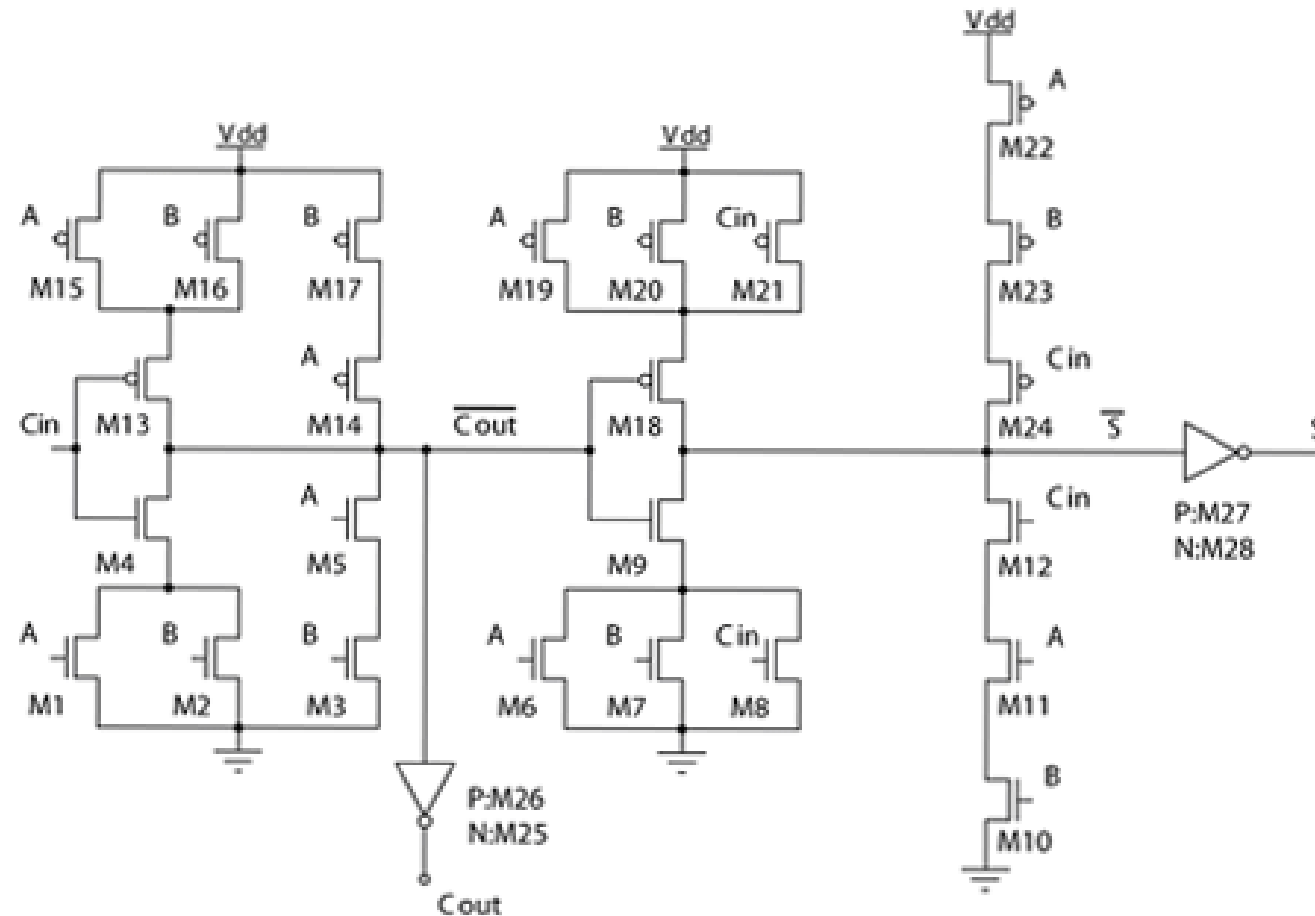 Vdd
A
M22
Vdd
Vdd
A
B
B
A
B
Cin
B
M15
M16
M17
M19
M20
M21
M23
A
Cin
Cin
M13
M14
Cout
M18
M24
S
S
A
Cin
P:M27
N:M28
M4
M5
M9
M12
A
B
B
A
B
Cin
A
M1
M2
M3
M6
M7
M8
M11
P:M26
N:M25
B
M10
Cout